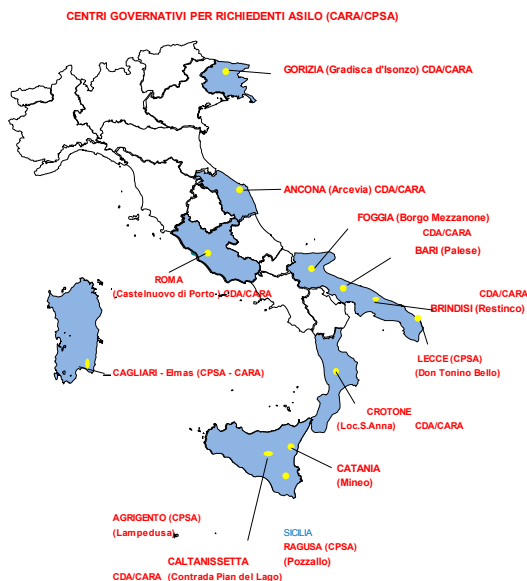 CENTRI GOVERNATIVI PER RICHIEDENTI ASILO (CARA/CPSA)
GORIZIA (Gradisca d'Isonzo) CDA/CARA
ANCONA (Arcevia) CDA/CARA
FOGGIA (Borgo Mezzanone)
CDA/CARA
BARI (Palese)
ROMA
(Castelnuovo di Porto-) CDA/CARA
CDA/CARA
BRINDISI (Restinco)
LECCE (CPSA)
(Don Tonino Bello)
CAGLIARI - Elmas (CPSA - CARA)
CROTONE
(Loc.S.Anna) CDA/CARA
CATANIA
(Mineo)
AGRIGENTO (CPSA)
(Lampedusa)
SICILIA
RAGUSA (CPSA)
(Pozzallo)
CALTANISSETTA
CDA/CARA (Contrada Pian del Lago)